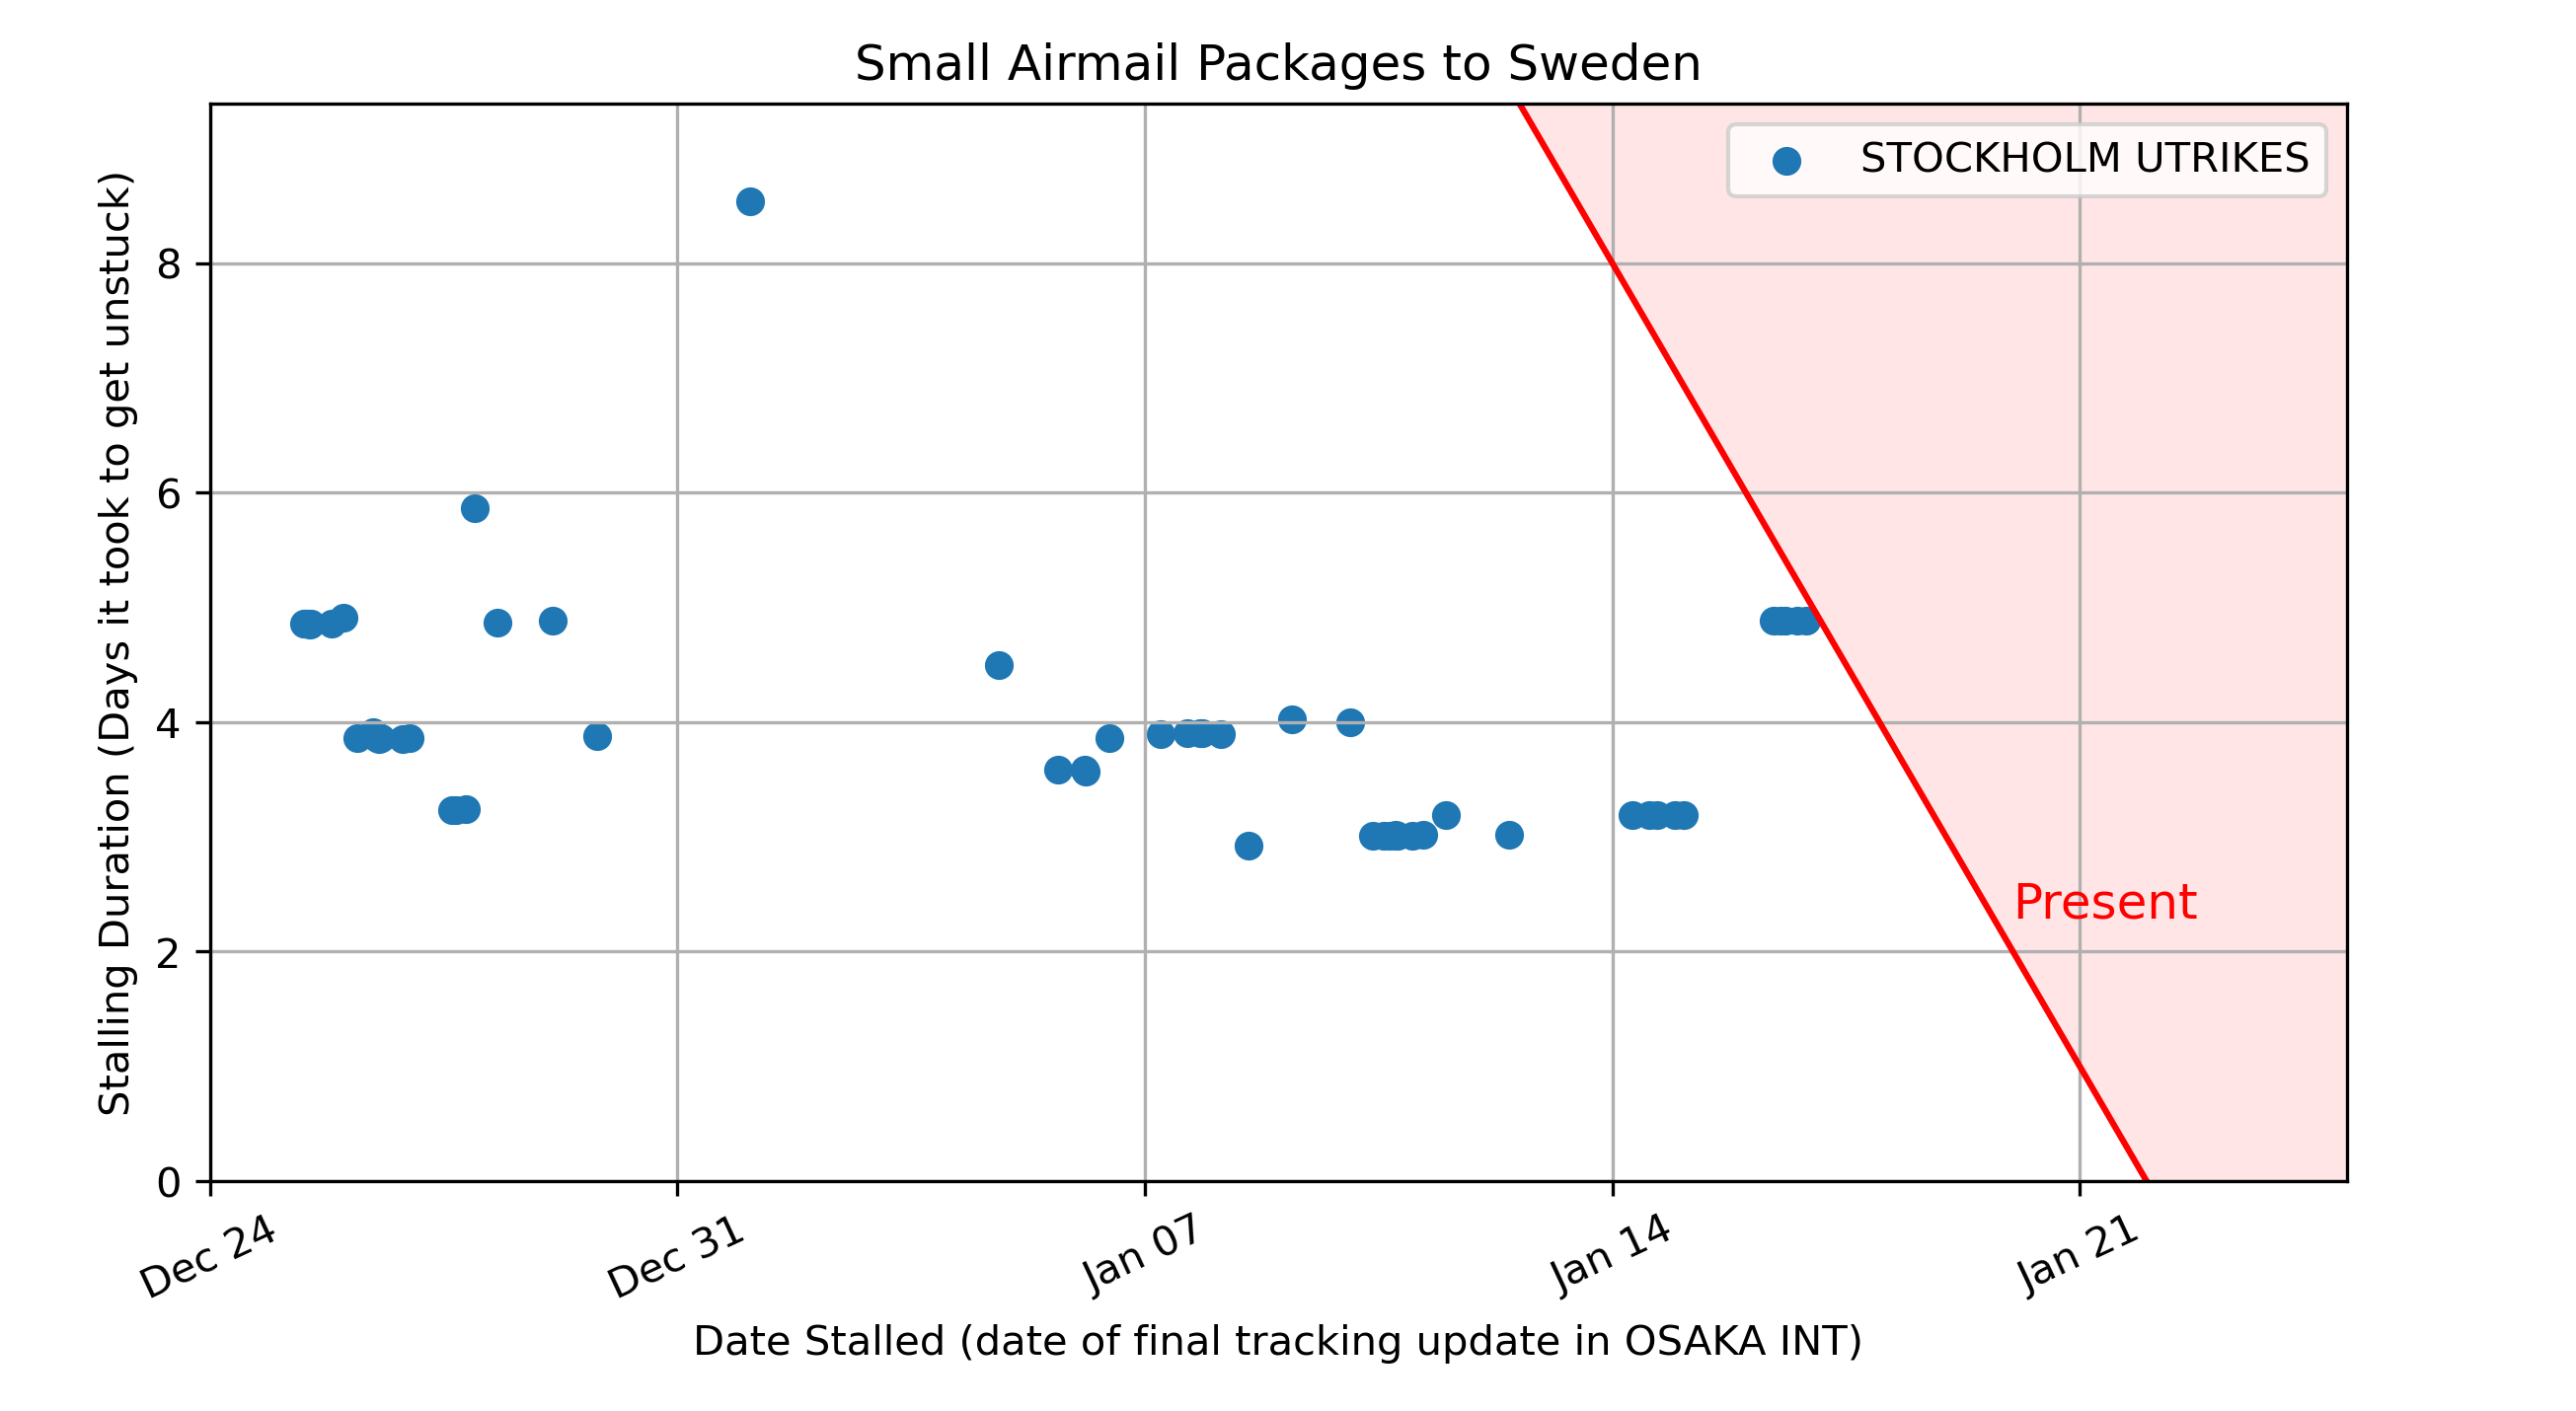 Small Airmail Packages to Sweden
STOCKHOLM UTRIKES
Stalling Duration (Days it took to get unstuck)
8
6
4
2
0
Present
Dec 24
Dec 31
Jan 07
Jan 14
Jan 21
Date Stalled (date of final tracking update in OSAKA INT)